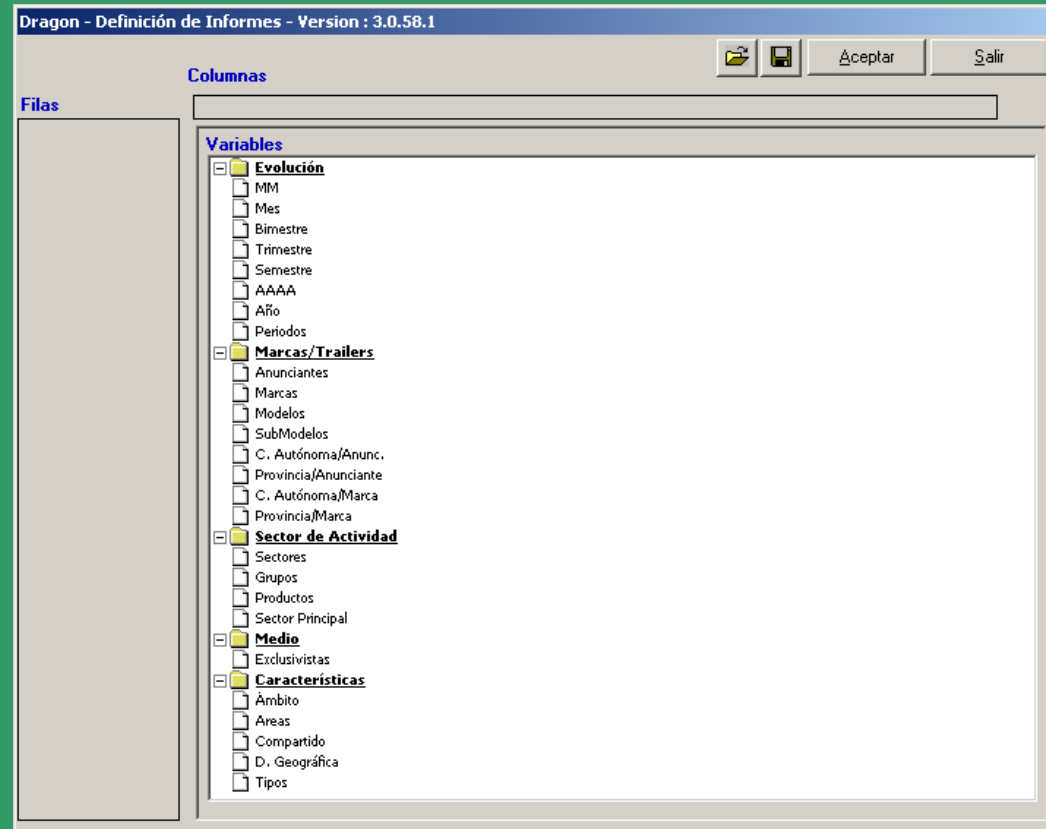 Dragon - Definición de Informes - Version : 3.0.58.1
Aceptar
Salir
Columnas
Filas
Variables
Evolución
MM
Mes
Bimestre
Trimestre
Semestre
AAAA
Año
Periodos
Marcas/Trailers
Anunciantes
Marcas
Modelos
SubModelos
C. Autónoma/Anunc.
Provincia/Anunciante
C. Autónoma/Marca
Provincia/Marca
Sector de Actividad
Sectores
Grupos
Productos
Sector Principal
Medio
Exclusivistas
Características
Ámbito
Areas
Compartido
D. Geográfica
Tipos